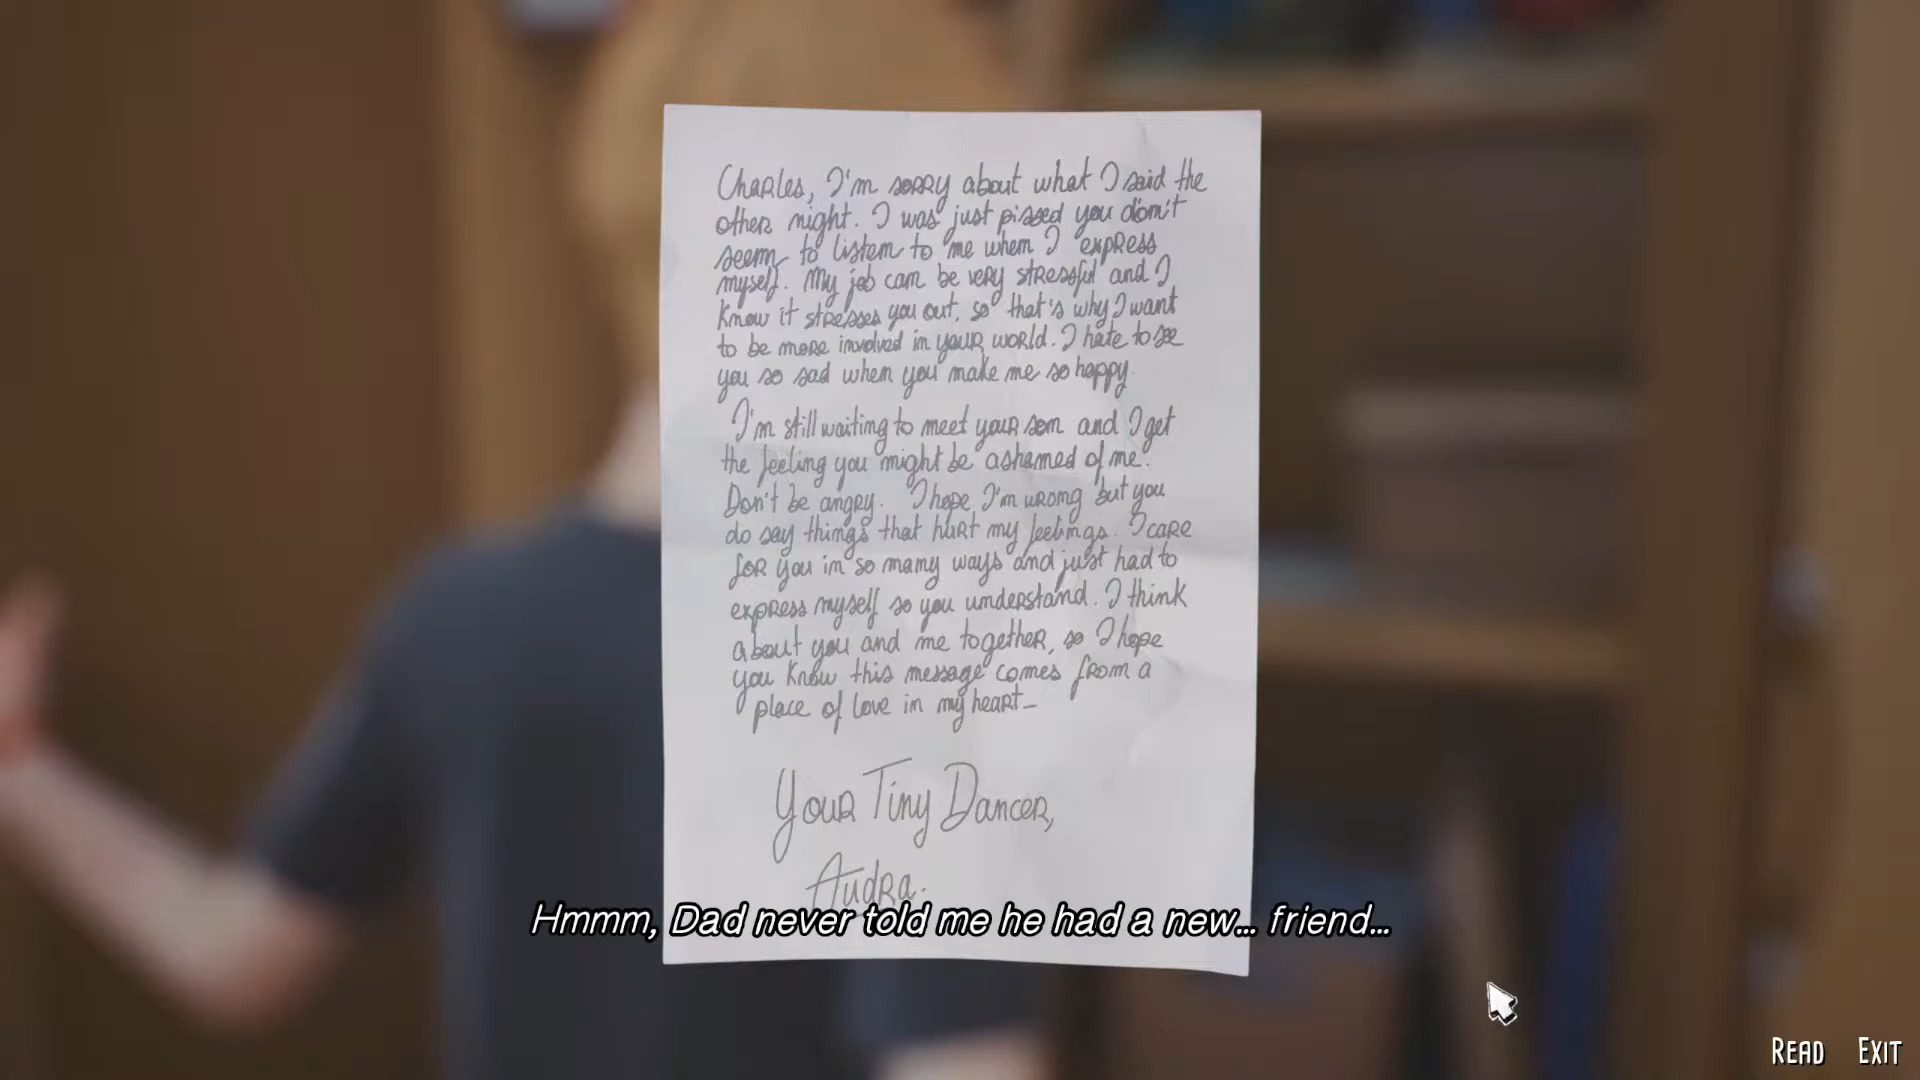 Charles, I'm sorry about what I said the
other night. I was just pissed you don't
seem to listen to me when I express
myself. My job can be very stressful and I
know it stresses you out, so that's why I want
to be more involved in your world. I hate to see
you so sad when you make me so happy.
I'm still waiting to meet your son and I get
the feeling you might be ashamed of me.
Don't be angry. I hope I'm wrong but you
do say things that hurt my feelings. I care
for you in so many ways and just had to
express myself so you understand. I think
about you and me together, so I hope
you know this message comes from a
place of love in my heart_
Your Tiny Dancer,
Audra.
Hmmm, Dad never told me he had a new... friend...
READ EXIT